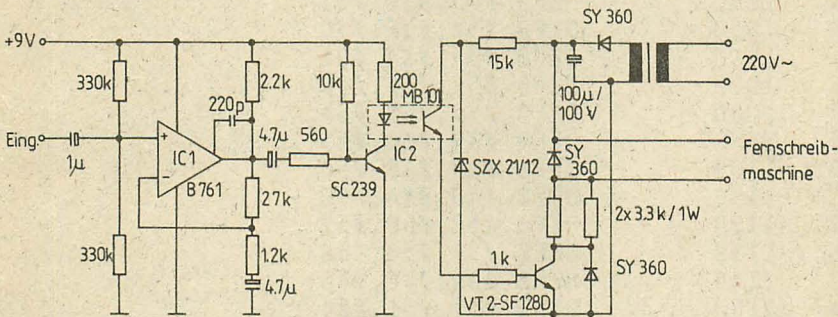 +9V
330k
2.2k
10k
200
MB101
15k
SY 360
220V~
100µ/
100V
220p
4.7µ
560
Eing.
1µ
+
-
IC1
B761
IC2
SC239
SZX 21/12
SY
360
Fernschreib-
maschine
27k
2x3.3k/1W
330k
1.2k
4.7µ
1k
SY 360
VT2-SF128D